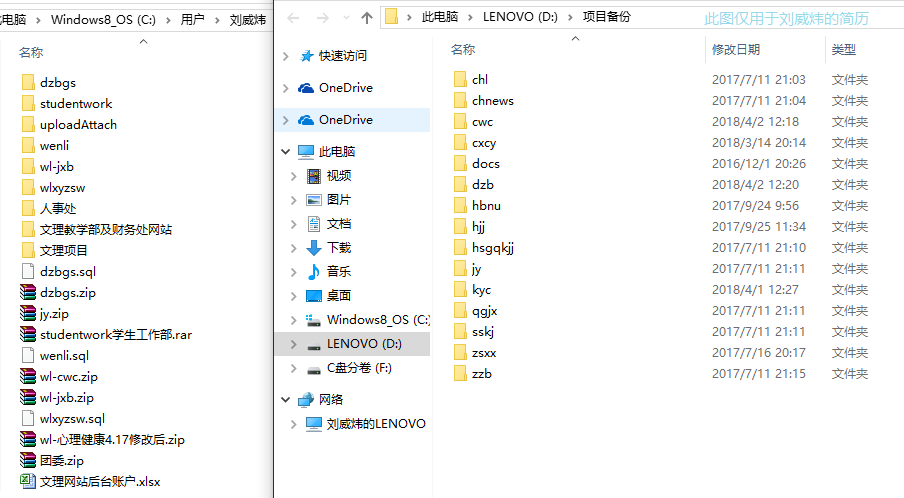 此电脑 > Windows8_OS (C:) > 用户 > 刘威炜
名称
dzbgs
studentwork
uploadAttach
wenli
wl-jxb
wlxyzsw
人事处
文理教学部及财务处网站
文理项目
dzbgs.sql
dzbgs.zip
jy.zip
studentwork学生工作部.rar
wenli.sql
wl-cwc.zip
wl-jxb.zip
wlxyzsw.sql
wl-心理健康4.17修改后.zip
团委.zip
文理网站后台账户.xlsx
此电脑 > LENOVO (D:) > 项目备份
此图仅用于刘威炜的简历
快速访问
OneDrive
OneDrive
此电脑
视频
图片
文档
下载
音乐
桌面
Windows8_OS (C:)
LENOVO (D:)
C盘分卷 (F:)
网络
刘威炜的LENOVO
名称 修改日期 类型
chl 2017/7/11 21:03 文件夹
chnews 2017/7/11 21:04 文件夹
cwc 2018/4/2 12:18 文件夹
cxcy 2018/3/14 20:14 文件夹
docs 2016/12/1 20:26 文件夹
dzb 2018/4/2 12:20 文件夹
hbnu 2017/9/24 9:56 文件夹
hjj 2017/9/25 11:34 文件夹
hsgqkjj 2017/7/11 21:10 文件夹
jy 2017/7/11 21:11 文件夹
kyc 2018/4/1 12:27 文件夹
qgjx 2017/7/11 21:11 文件夹
sskj 2017/7/11 21:11 文件夹
zsxx 2017/7/16 20:17 文件夹
zzb 2017/7/11 21:15 文件夹